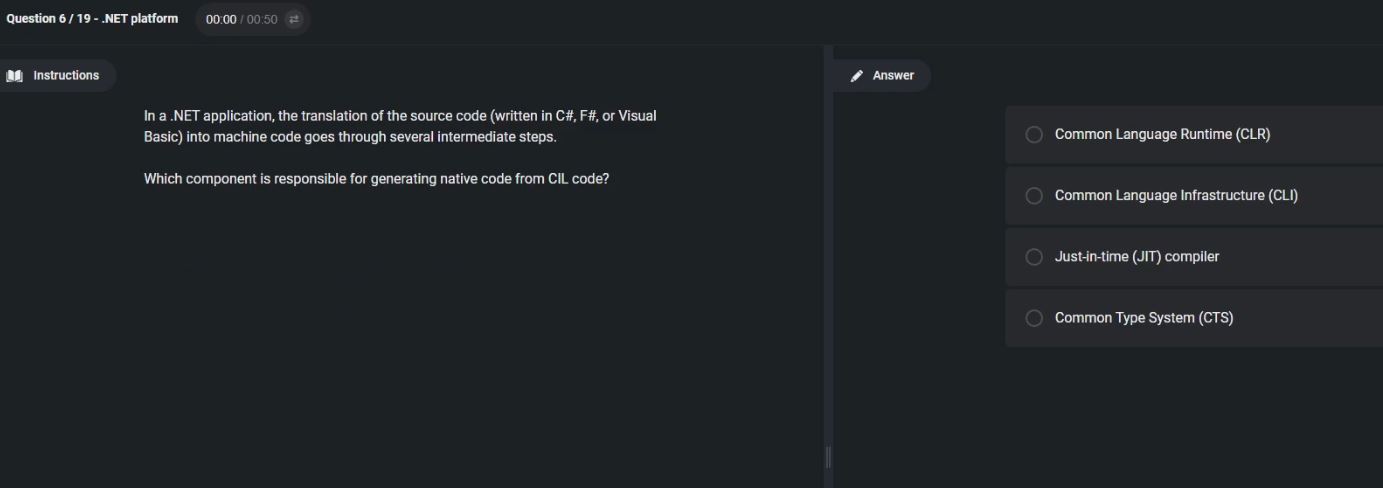 Question 6 / 19 - .NET platform
00:00 / 00:50
Instructions
In a .NET application, the translation of the source code (written in C#, F#, or Visual
Basic) into machine code goes through several intermediate steps.
Which component is responsible for generating native code from CIL code?
Answer
Common Language Runtime (CLR)
Common Language Infrastructure (CLI)
Just-in-time (JIT) compiler
Common Type System (CTS)